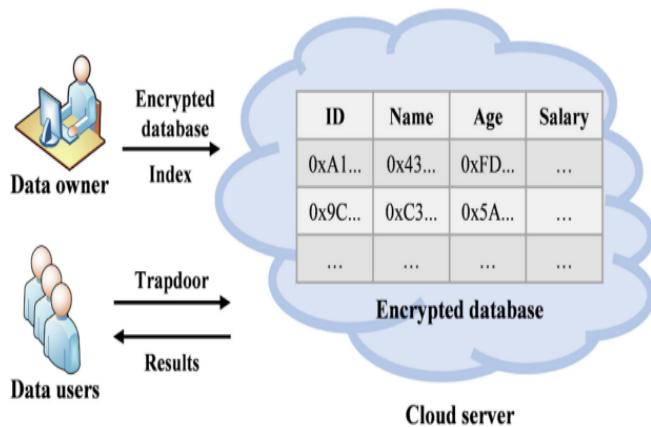 Encrypted
database
Index
Data owner
ID Name Age Salary
0xA1... 0x43... 0xFD... ...
0x9C... 0xC3... 0x5A... ...
... ... ... ...
Encrypted database
Trapdoor
Results
Data users
Cloud server